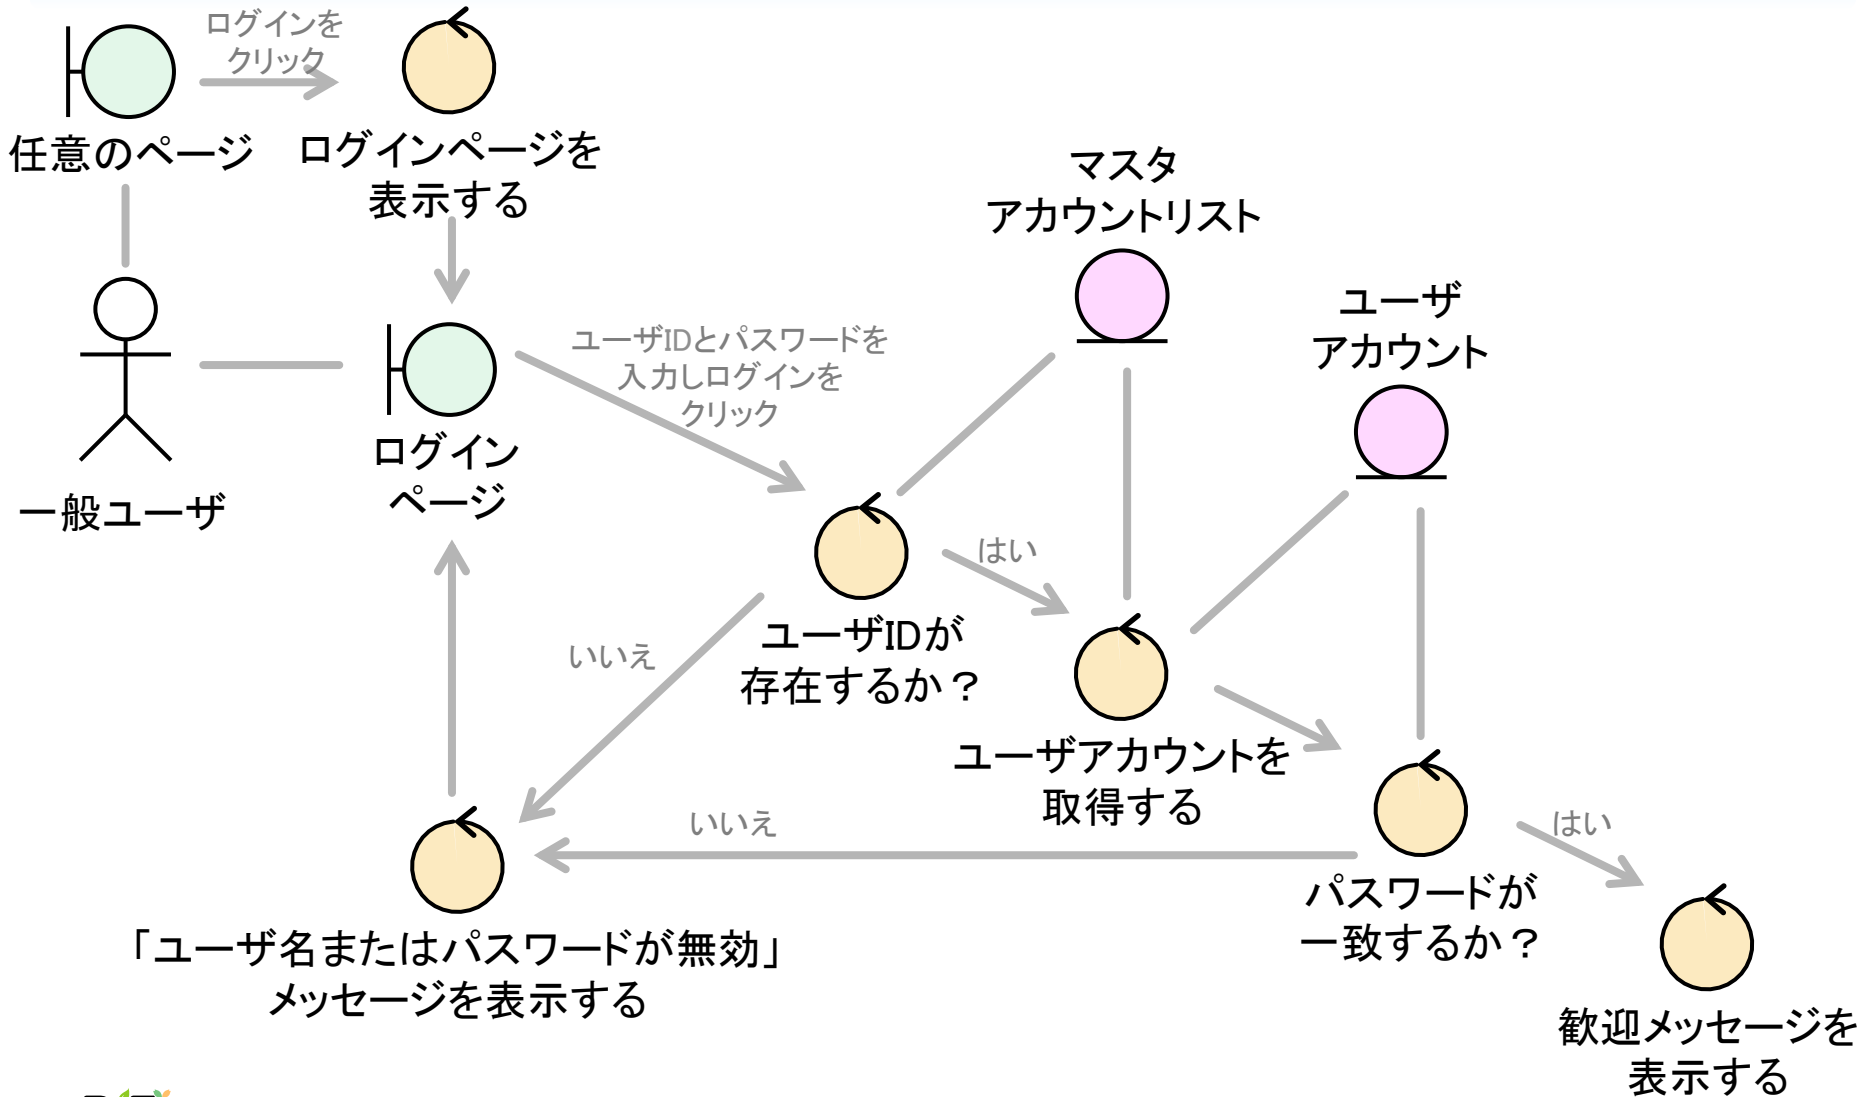 ログインを
クリック
任意のページ
ログインページを
表示する
マスタ
アカウントリスト
ユーザ
アカウント
ユーザIDとパスワードを
入力しログインを
クリック
ログイン
ページ
一般ユーザ
はい
いいえ
ユーザIDが
存在するか？
ユーザアカウントを
取得する
いいえ
はい
パスワードが
一致するか？
「ユーザ名またはパスワードが無効」
メッセージを表示する
歓迎メッセージを
表示する